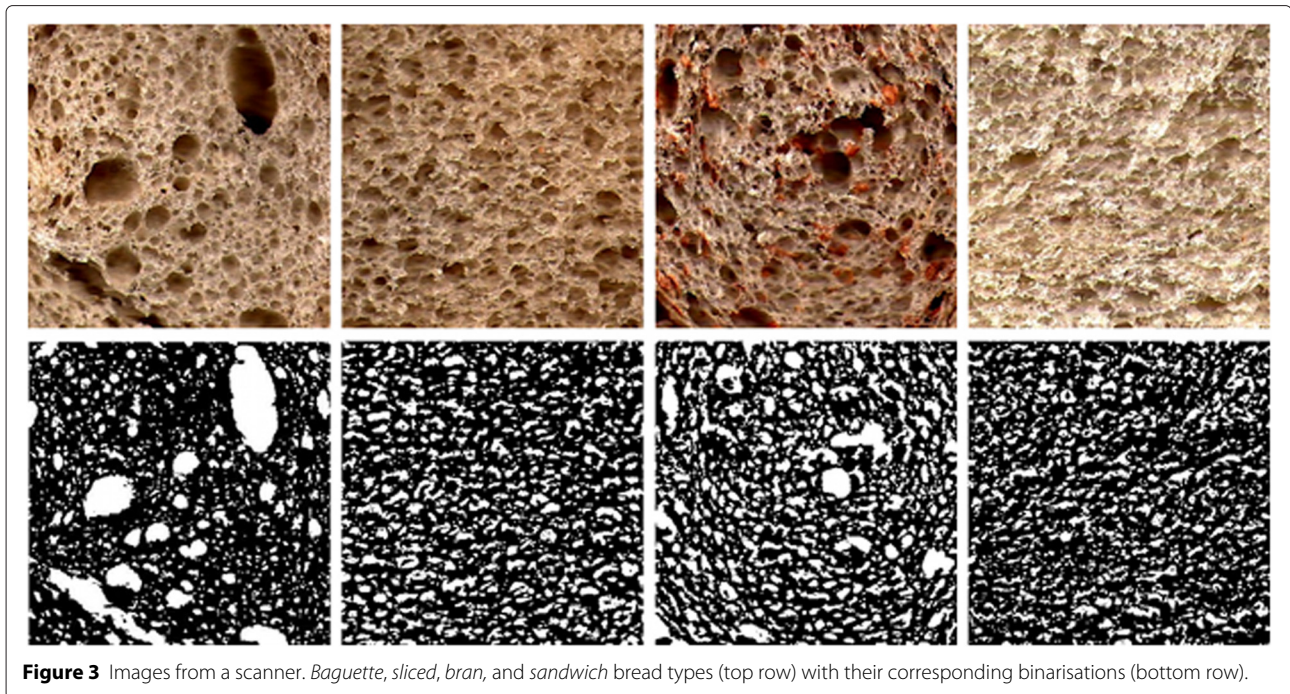 Figure 3 Images from a scanner. Baguette, sliced, bran, and sandwich bread types (top row) with their corresponding binarisations (bottom row).